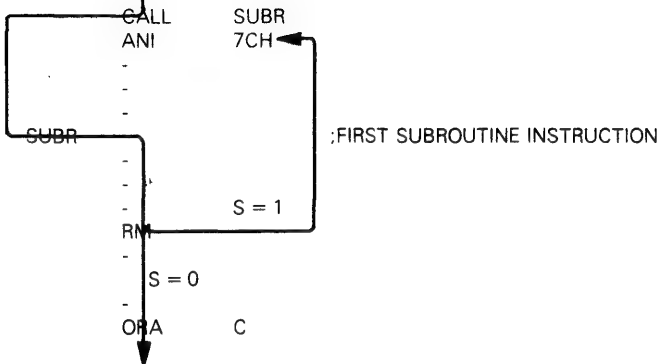 CALL SUBR
ANI 7CH
-
-
-
SUBR ;FIRST SUBROUTINE INSTRUCTION
-
-
- S = 1
RM
-
S = 0
-
ORA C